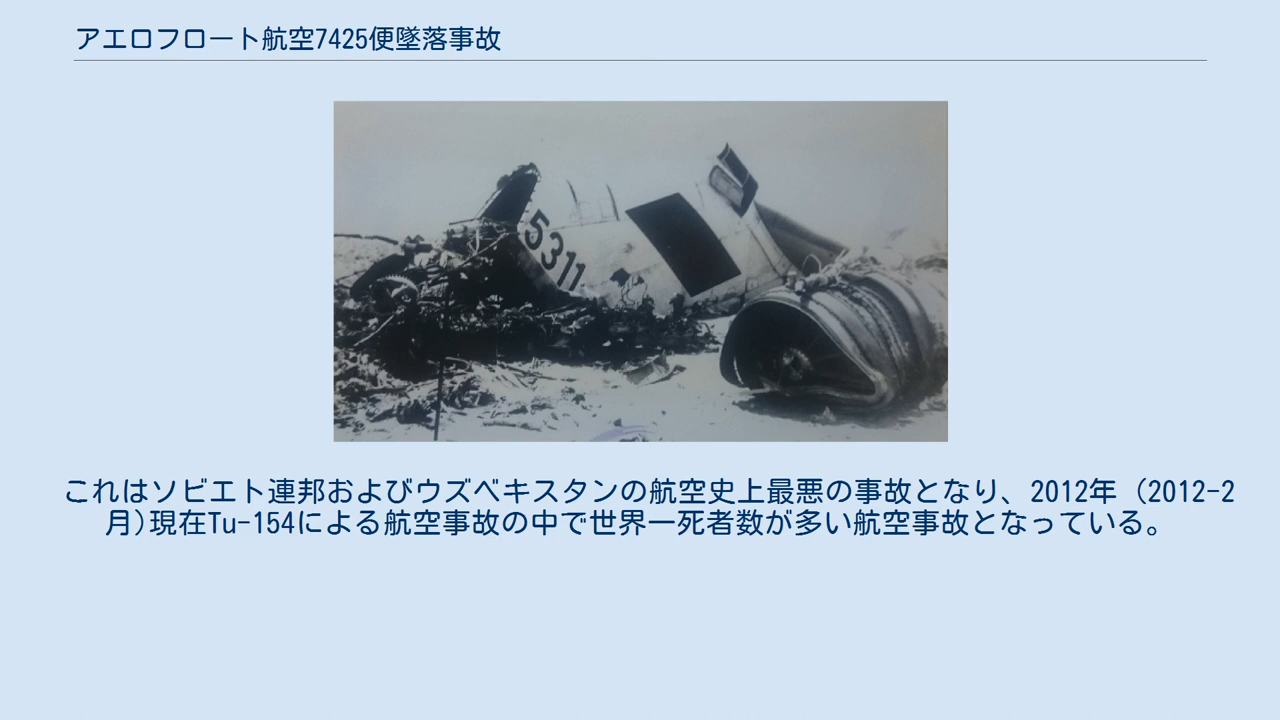 アエロフロート航空7425便墜落事故
5311
これはソビエト連邦およびウズベキスタンの航空史上最悪の事故となり、2012年 (2012-2
月)現在Tu-154による航空事故の中で世界一死者数が多い航空事故となっている。